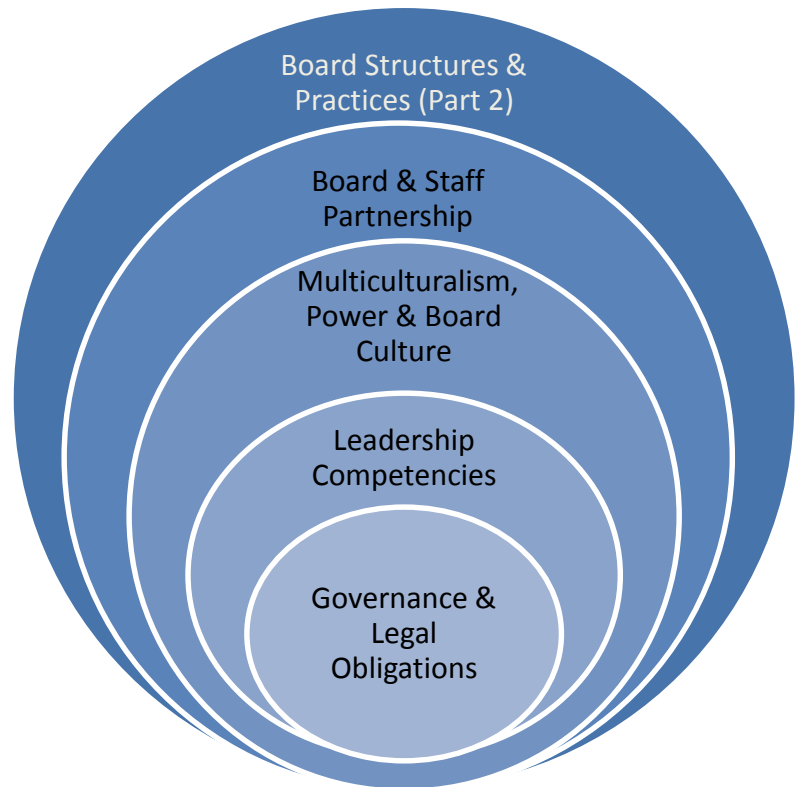 Board Structures &
Practices (Part 2)
Board & Staff
Partnership
Multiculturalism,
Power & Board
Culture
Leadership
Competencies
Governance &
Legal
Obligations